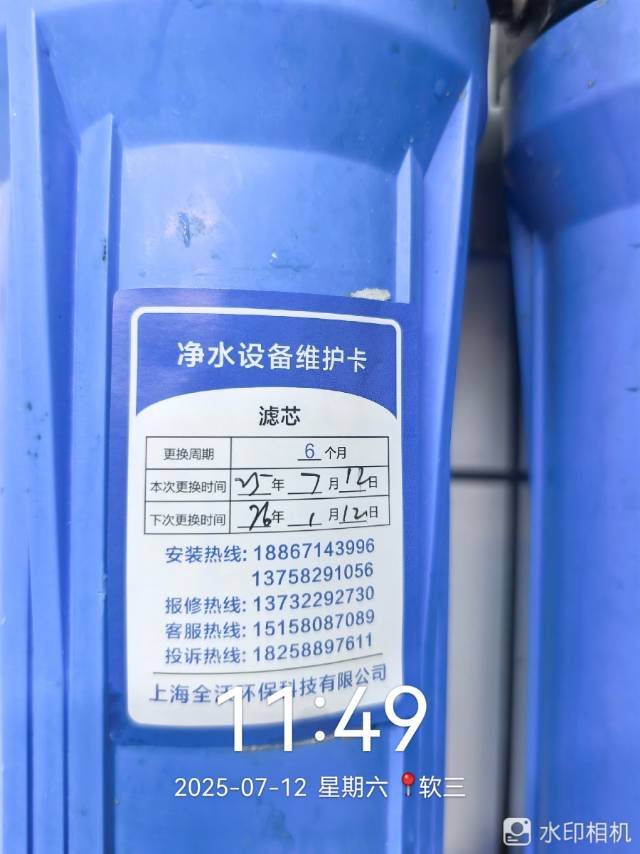 净水设备维护卡
滤芯
更换周期 6 个月
本次更换时间 25年 7月 12日
下次更换时间 26年 1月 12日
安装热线: 18867143996
13758291056
报修热线: 13732292730
客服热线: 15158087089
投诉热线: 18258897611
上海全 环保科技有限公司
11:49
2025-07-12 星期六 📍软三
水印相机